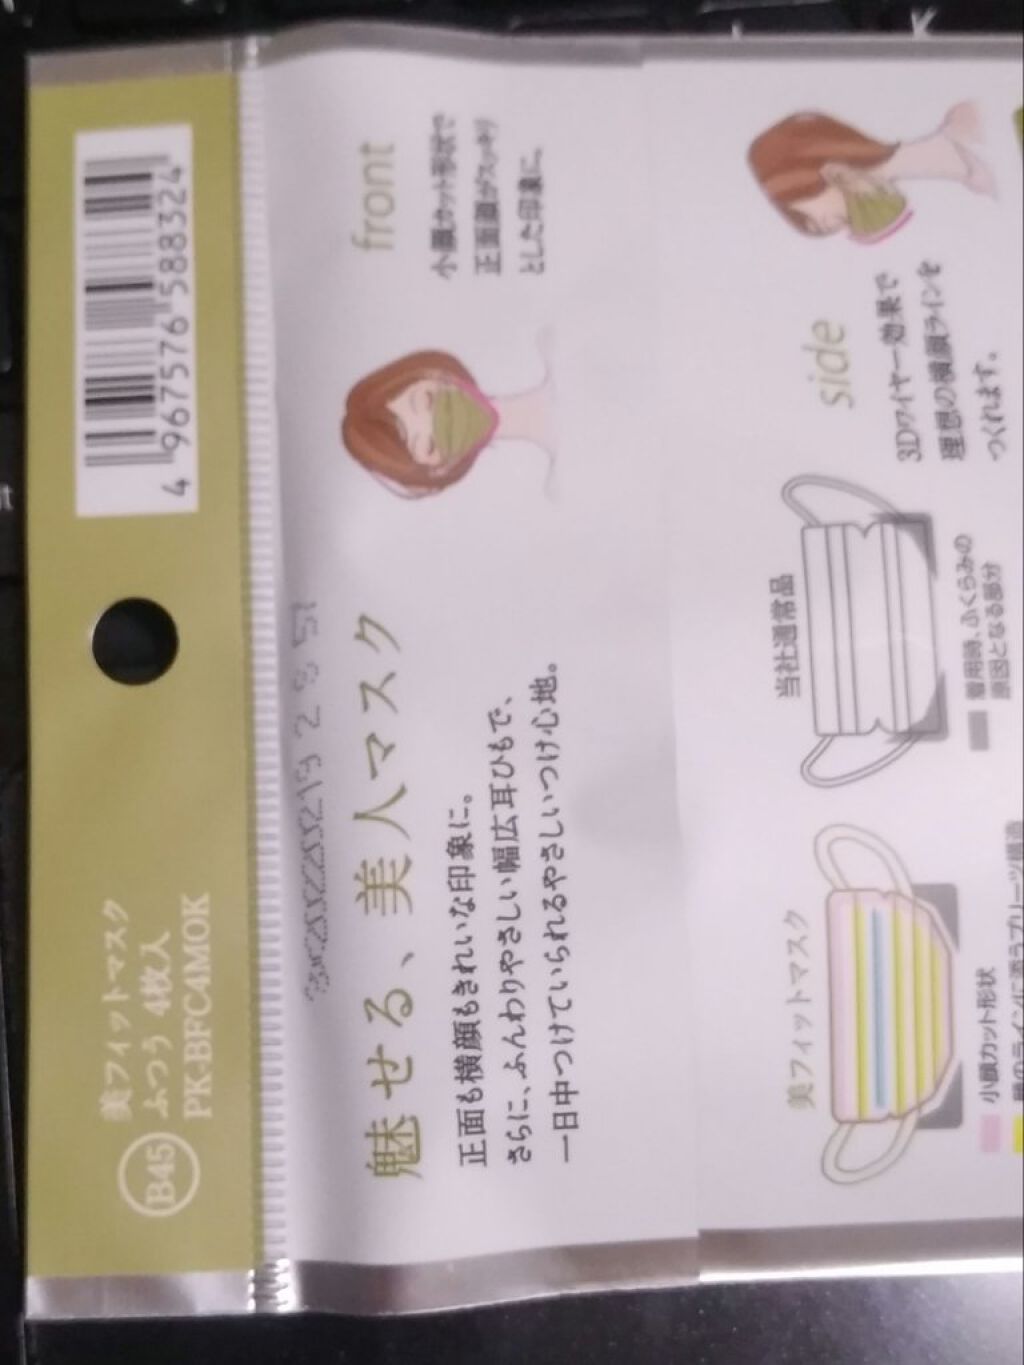 B45
美フィットマスク
ふつう 4枚入
PK-BFC4MOK
4 967576 588324
魅せる、美人マスク
正面も横顔もきれいな印象に。
さらに、ふんわりやさしい幅広耳ひもで、
一日中つけていられるやさしいつけ心地。
front
小顔カット形状で
正面顔がスッキリ
とした印象に。
美フィットマスク
小顔カット形状
当社通常品
着用時、ふくらみの
原因となる部分
side
3Dワイヤー効果で
理想の横顔ラインを
つくれます。